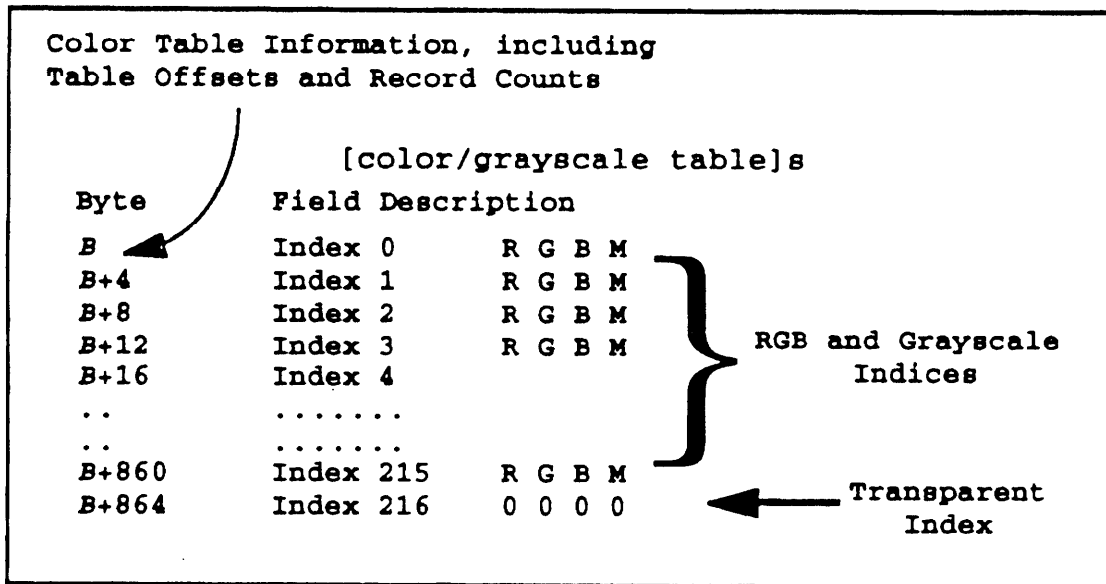 Color Table Information, including
Table Offsets and Record Counts
[color/grayscale table]s
Byte Field Description
B Index 0 R G B M
B+4 Index 1 R G B M
B+8 Index 2 R G B M
B+12 Index 3 R G B M
B+16 Index 4
.. .......
.. .......
B+860 Index 215 R G B M
B+864 Index 216 0 0 0 0
RGB and Grayscale
Indices
Transparent
Index